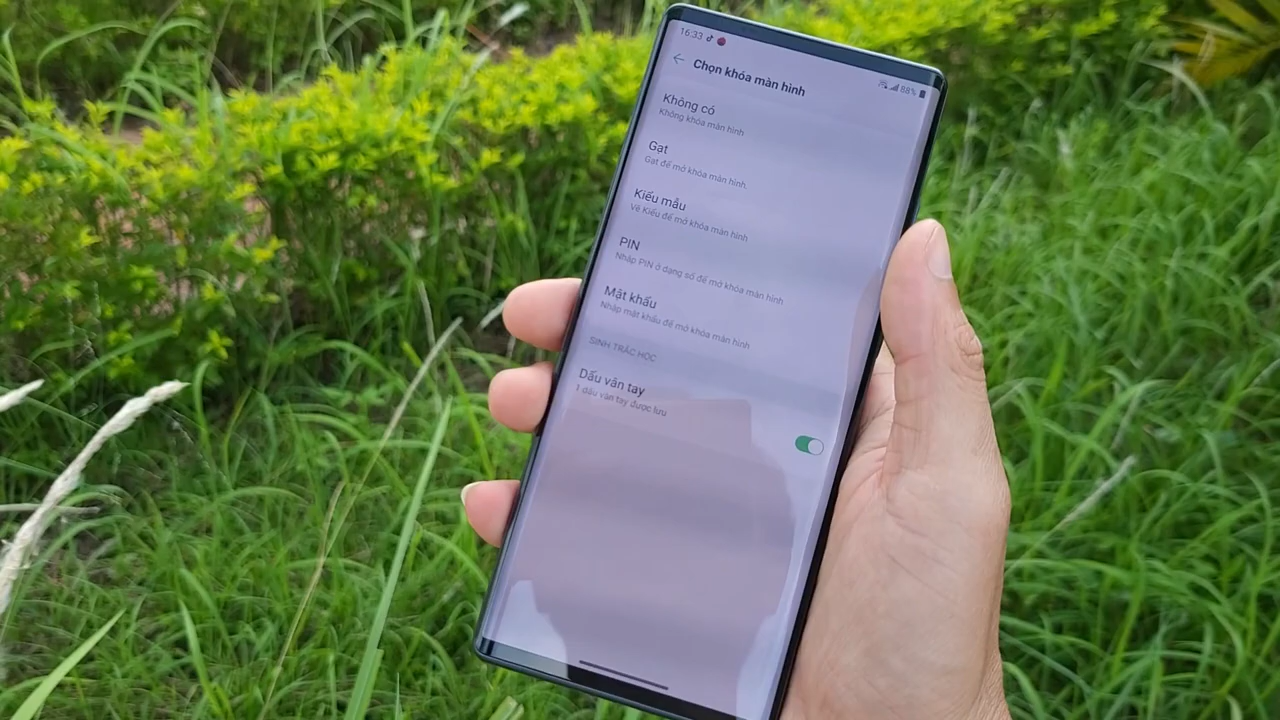 16:33
88%
Chọn khóa màn hình
Không có
Không khóa màn hình
Gạt
Gạt để mở khóa màn hình.
Kiểu mẫu
Vẽ Kiểu để mở khóa màn hình
PIN
Nhập PIN ở dạng số để mở khóa màn hình
Mật khẩu
Nhập mật khẩu để mở khóa màn hình
SINH TRẮC HỌC
Dấu vân tay
1 dấu vân tay được lưu